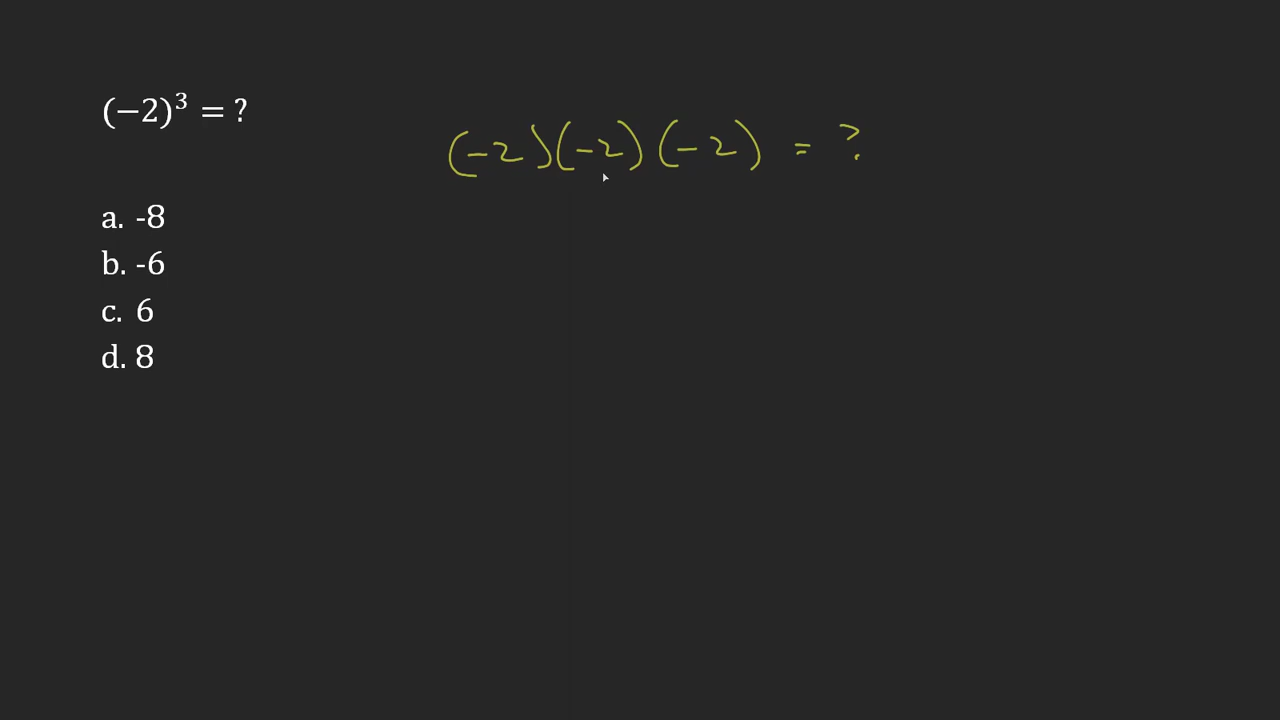 (−2)³ = ?
(-2)(-2)(-2) = ?
a. -8
b. -6
c. 6
d. 8